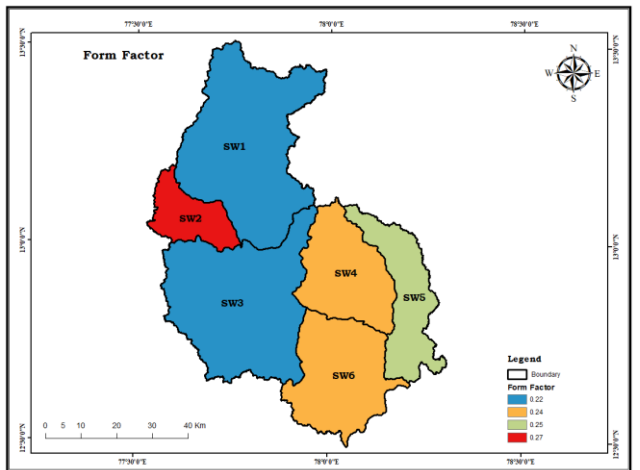 77°30'0"E 78°0'0"E 78°30'0"E
Form Factor
N
W E
S
13°30'0"N 13°30'0"N
SW1
SW2
13°0'0"N 13°0'0"N
SW4
SW3 SW5
SW6
Legend
Boundary
Form Factor
0.22
0.24
0.25
0.27
0 5 10 20 30 40 Km
12°30'0"N 12°30'0"N
77°30'0"E 78°0'0"E 78°30'0"E